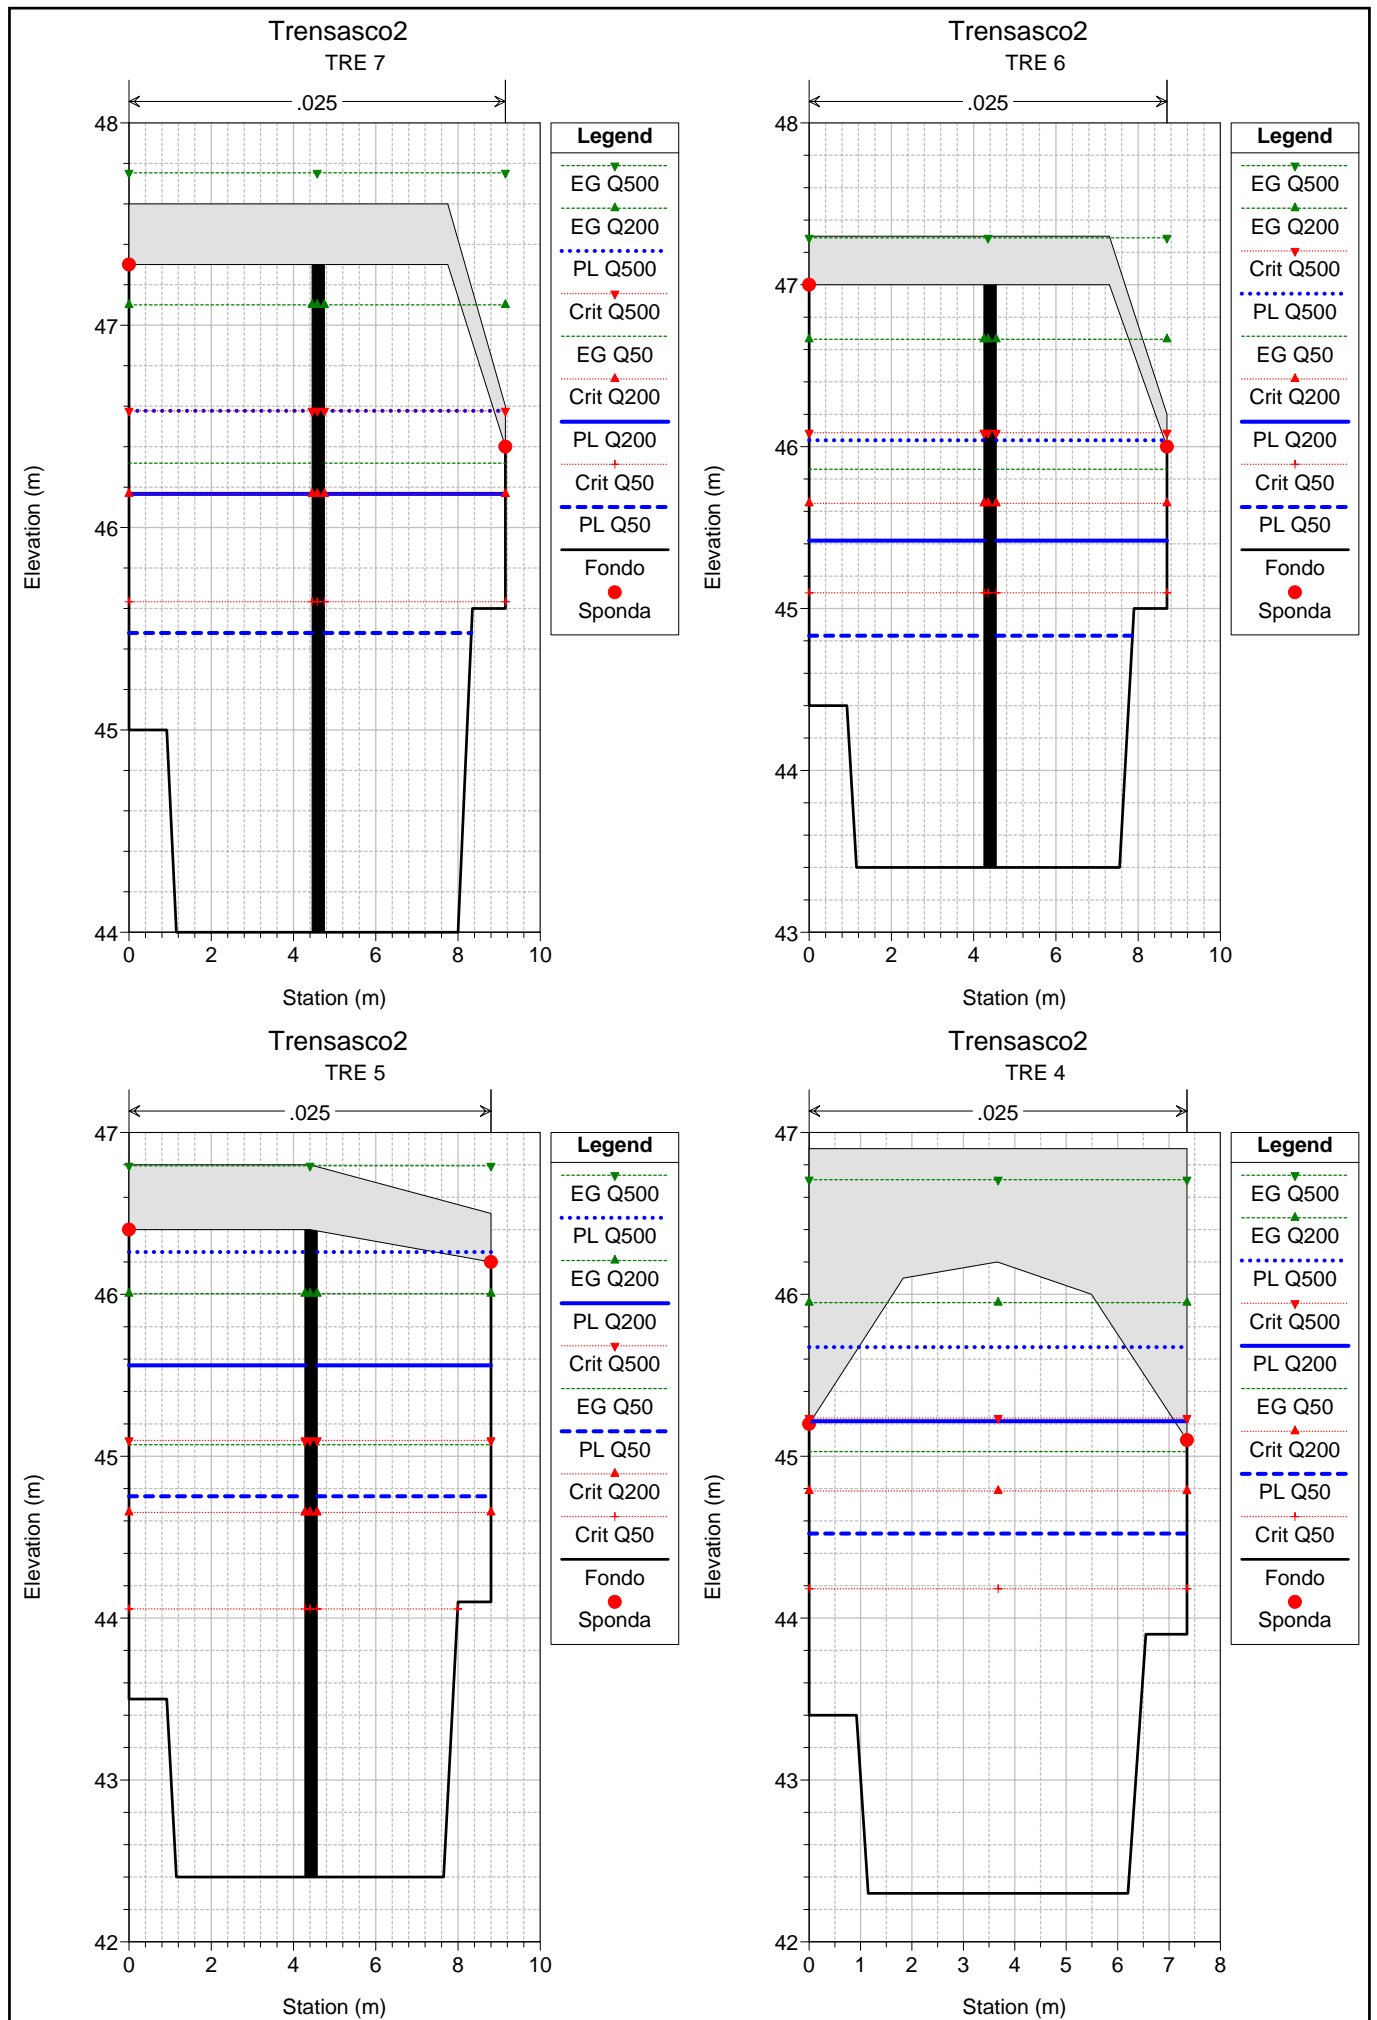 Trensasco2
TRE 7
.025
48
47
46
45
44
0 2 4 6 8 10
Elevation (m)
Station (m)
Legend
EG Q500
EG Q200
PL Q500
Crit Q500
EG Q50
Crit Q200
PL Q200
Crit Q50
PL Q50
Fondo
Sponda
Trensasco2
TRE 6
.025
48
47
46
45
44
43
0 2 4 6 8 10
Elevation (m)
Station (m)
Legend
EG Q500
EG Q200
Crit Q500
PL Q500
EG Q50
Crit Q200
PL Q200
Crit Q50
PL Q50
Fondo
Sponda
Trensasco2
TRE 5
.025
47
46
45
44
43
42
0 2 4 6 8 10
Elevation (m)
Station (m)
Legend
EG Q500
PL Q500
EG Q200
PL Q200
Crit Q500
EG Q50
PL Q50
Crit Q200
Crit Q50
Fondo
Sponda
Trensasco2
TRE 4
.025
47
46
45
44
43
42
0 1 2 3 4 5 6 7 8
Elevation (m)
Station (m)
Legend
EG Q500
EG Q200
PL Q500
Crit Q500
PL Q200
EG Q50
Crit Q200
PL Q50
Crit Q50
Fondo
Sponda